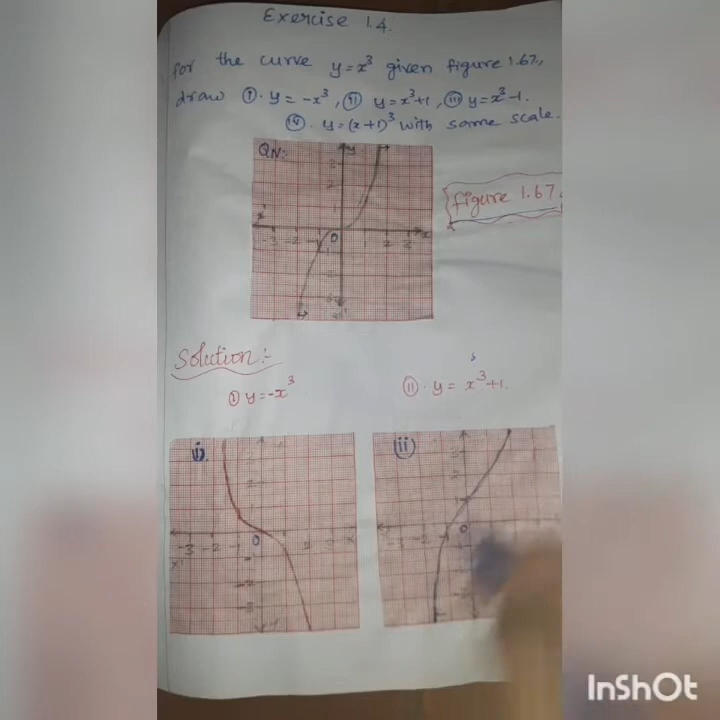 Exercise 1.4.
For the curve y = x³ given figure 1.67,
draw (i). y = -x³, (ii) y = x³+1, (iii) y = x³-1.
(iv). y = (x+1)³ with same scale.
QN:
figure 1.67.
Solution :-
(i) y = -x³
(ii). y = x³+1.
i).
(ii)
InShOt